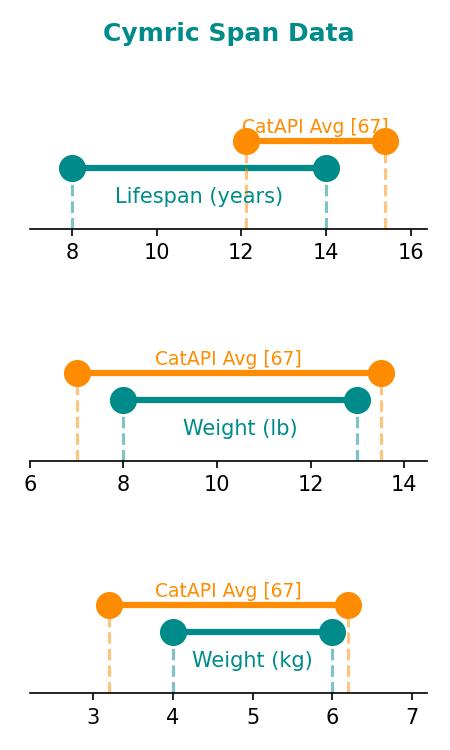 Cymric Span Data
CatAPI Avg [67]
Lifespan (years)
8 10 12 14 16
CatAPI Avg [67]
Weight (lb)
6 8 10 12 14
CatAPI Avg [67]
Weight (kg)
3 4 5 6 7